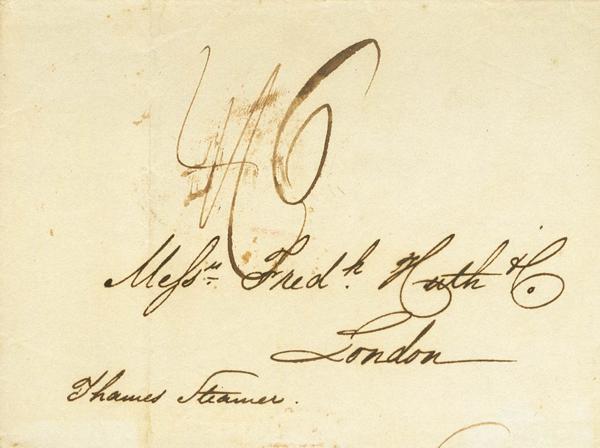 4/6
Messrs Fredk. Huth & Co.
London
Thames Steamer.